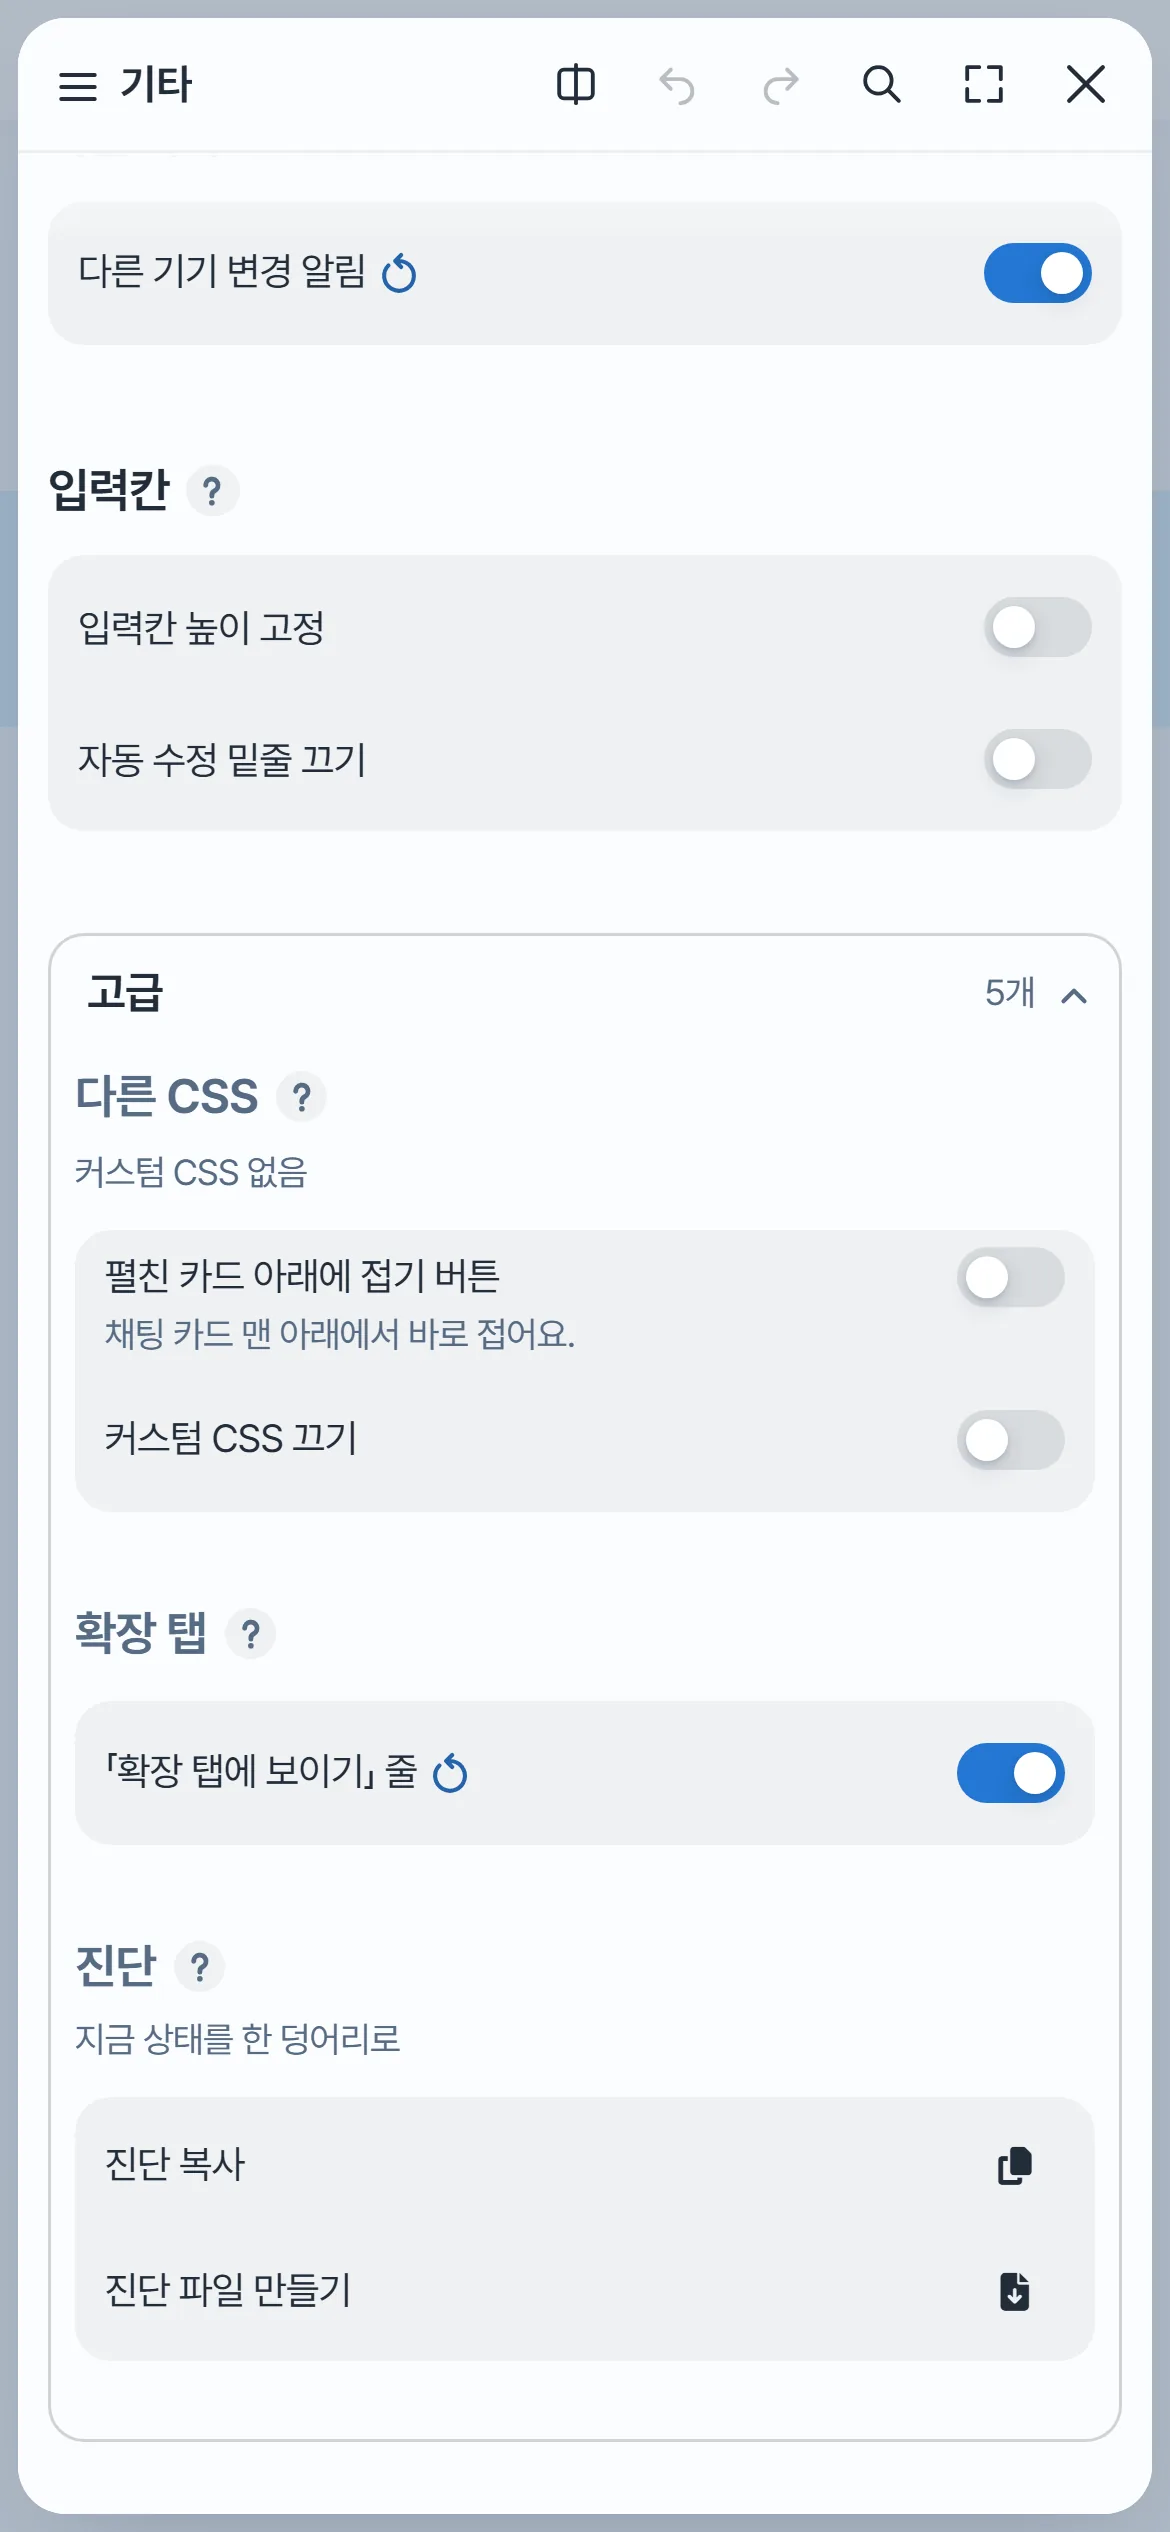 기타
다른 기기 변경 알림
입력칸 ?
입력칸 높이 고정
자동 수정 밑줄 끄기
고급 5개
다른 CSS ?
커스텀 CSS 없음
펼친 카드 아래에 접기 버튼
채팅 카드 맨 아래에서 바로 접어요.
커스텀 CSS 끄기
확장 탭 ?
「확장 탭에 보이기」 줄
진단 ?
지금 상태를 한 덩어리로
진단 복사
진단 파일 만들기